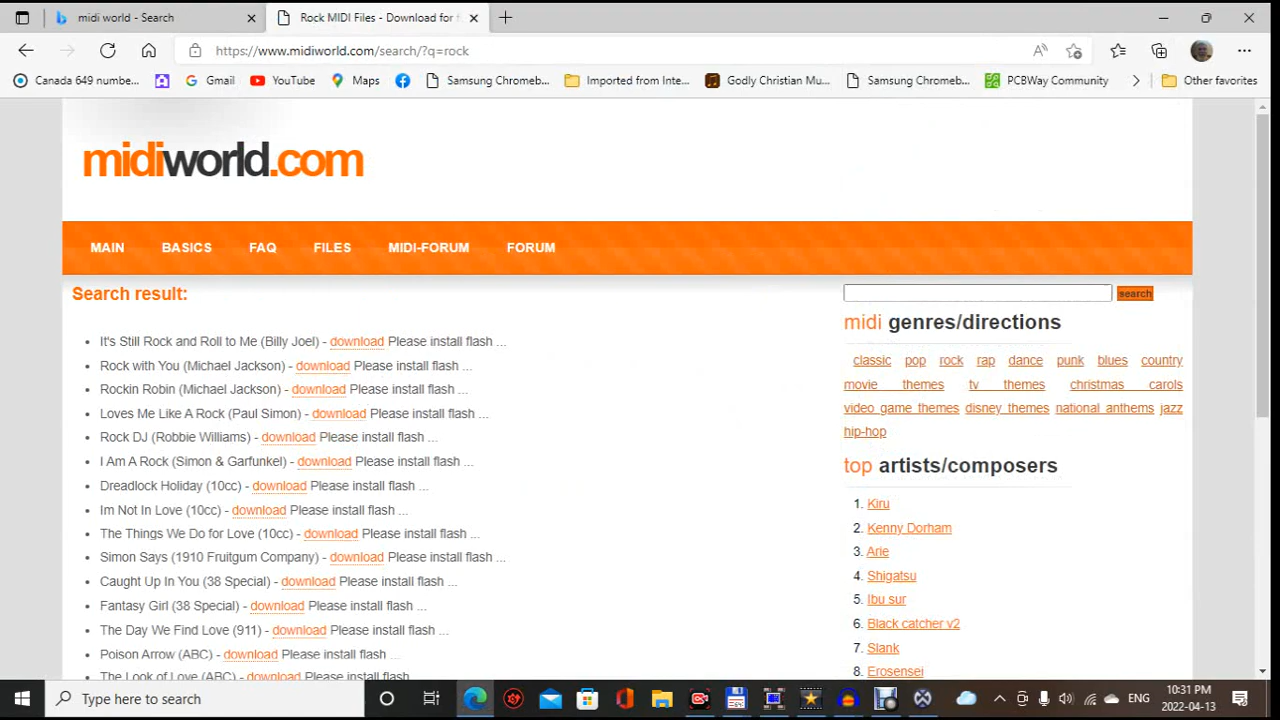 midi world - Search
Rock MIDI Files - Download for f
https://www.midiworld.com/search/?q=rock
Canada 649 numbe...
Gmail
YouTube
Maps
Samsung Chromeb...
Imported from Inte...
Godly Christian Mu...
Samsung Chromeb...
PCBWay Community
Other favorites
midiworld.com
MAIN BASICS FAQ FILES MIDI-FORUM FORUM
Search result:
It's Still Rock and Roll to Me (Billy Joel) - download Please install flash ...
Rock with You (Michael Jackson) - download Please install flash ...
Rockin Robin (Michael Jackson) - download Please install flash ...
Loves Me Like A Rock (Paul Simon) - download Please install flash ...
Rock DJ (Robbie Williams) - download Please install flash ...
I Am A Rock (Simon & Garfunkel) - download Please install flash ...
Dreadlock Holiday (10cc) - download Please install flash ...
Im Not In Love (10cc) - download Please install flash ...
The Things We Do for Love (10cc) - download Please install flash ...
Simon Says (1910 Fruitgum Company) - download Please install flash ...
Caught Up In You (38 Special) - download Please install flash ...
Fantasy Girl (38 Special) - download Please install flash ...
The Day We Find Love (911) - download Please install flash ...
Poison Arrow (ABC) - download Please install flash ...
The Look of Love (ABC) - download Please install flash
search
midi genres/directions
classic pop rock rap dance punk blues country
movie themes tv themes christmas carols
video game themes disney themes national anthems jazz
hip-hop
top artists/composers
1. Kiru
2. Kenny Dorham
3. Arie
4. Shigatsu
5. Ibu sur
6. Black catcher v2
7. Slank
8. Erosensei
Type here to search
ENG
10:31 PM
2022-04-13